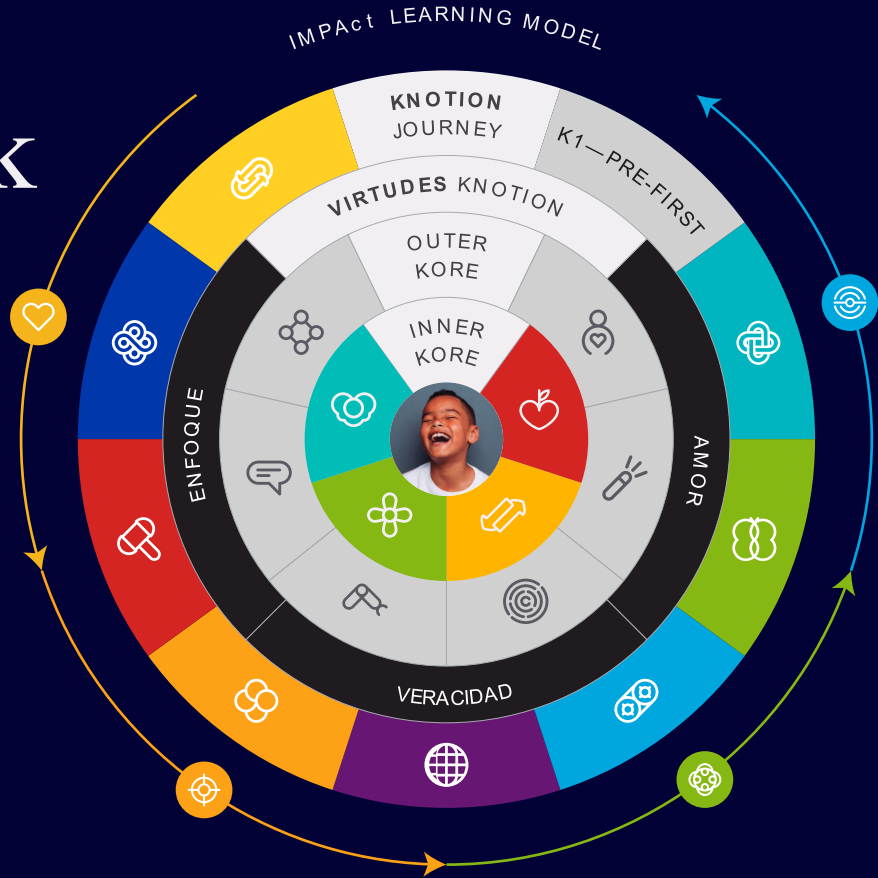 IMPAct LEARNING MODEL
K
KNOTION
JOURNEY
K1—PRE-FIRST
VIRTUDES KNOTION
OUTER
KORE
INNER
KORE
ENFOQUE
AMOR
VERACIDAD